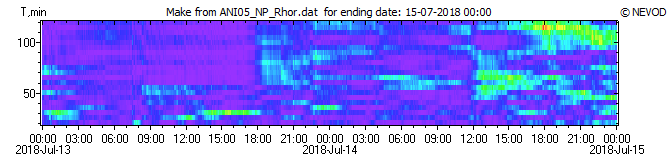 T,min Make from ANI05_NP_Rhor.dat for ending date: 15-07-2018 00:00 © NEVOD
100
50
00:00 03:00 06:00 09:00 12:00 15:00 18:00 21:00 00:00 03:00 06:00 09:00 12:00 15:00 18:00 21:00 00:00
2018-Jul-13 2018-Jul-14 2018-Jul-15